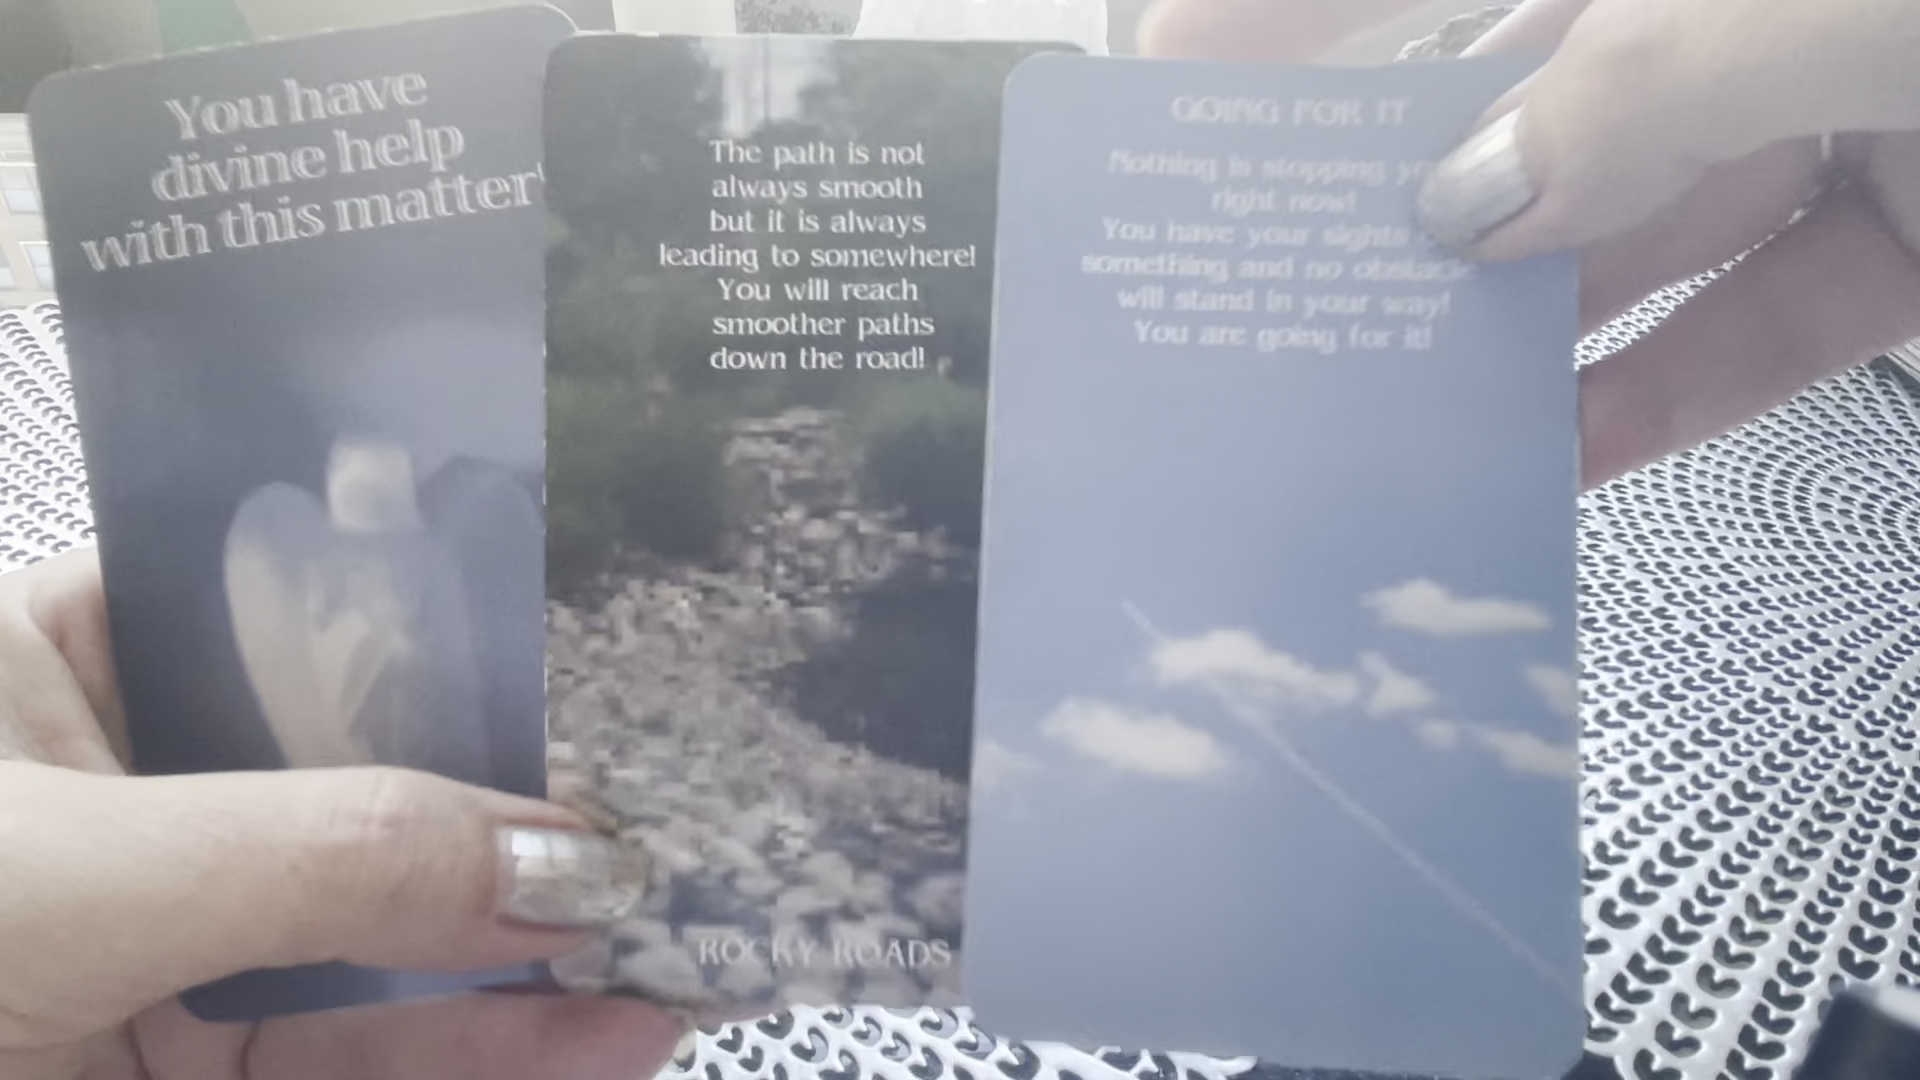 You have
divine help
with this matter!
The path is not
always smooth
but it is always
leading to somewhere!
You will reach
smoother paths
down the road!
ROCKY ROADS
GOING FOR IT
Nothing is stopping
right now!
You have your sights
something and no
will stand in your way!
You are going for it!